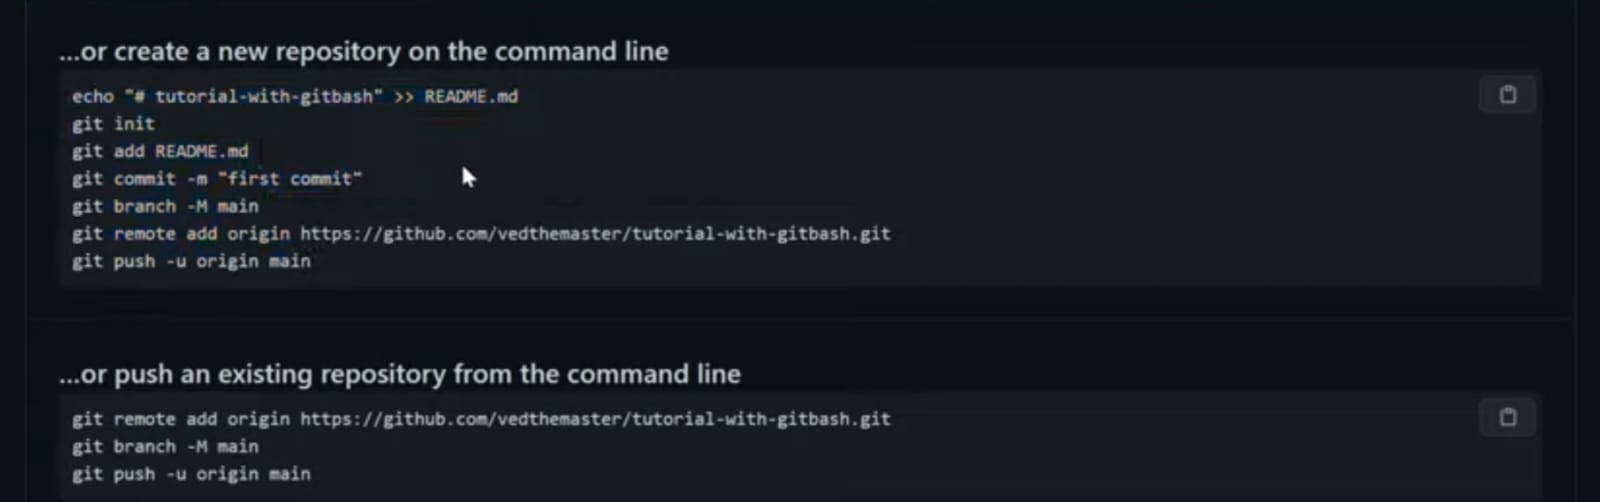 ...or create a new repository on the command line
echo "# tutorial-with-gitbash" >> README.md
git init
git add README.md
git commit -m "first commit"
git branch -M main
git remote add origin https://github.com/vedthemaster/tutorial-with-gitbash.git
git push -u origin main
...or push an existing repository from the command line
git remote add origin https://github.com/vedthemaster/tutorial-with-gitbash.git
git branch -M main
git push -u origin main